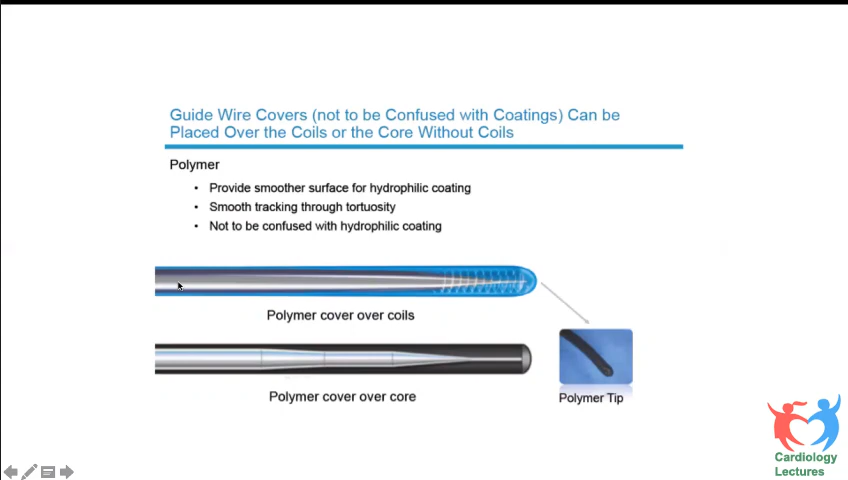 Guide Wire Covers (not to be Confused with Coatings) Can be
Placed Over the Coils or the Core Without Coils
Polymer
• Provide smoother surface for hydrophilic coating
• Smooth tracking through tortuosity
• Not to be confused with hydrophilic coating
Polymer cover over coils
Polymer cover over core
Polymer Tip
Cardiology
Lectures